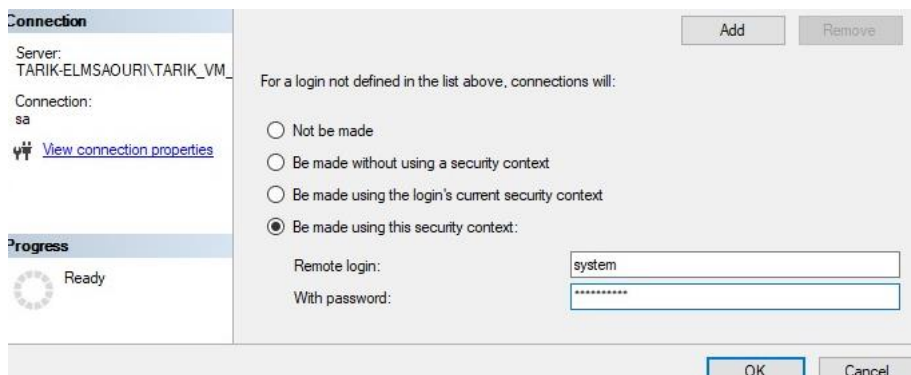 Connection
Server:
TARIK-ELMSAOURI\TARIK_VM_
Connection:
sa
View connection properties
Progress
Ready
Add
Remove
For a login not defined in the list above, connections will:
Not be made
Be made without using a security context
Be made using the login's current security context
Be made using this security context:
Remote login:
system
With password:
**********
OK
Cancel